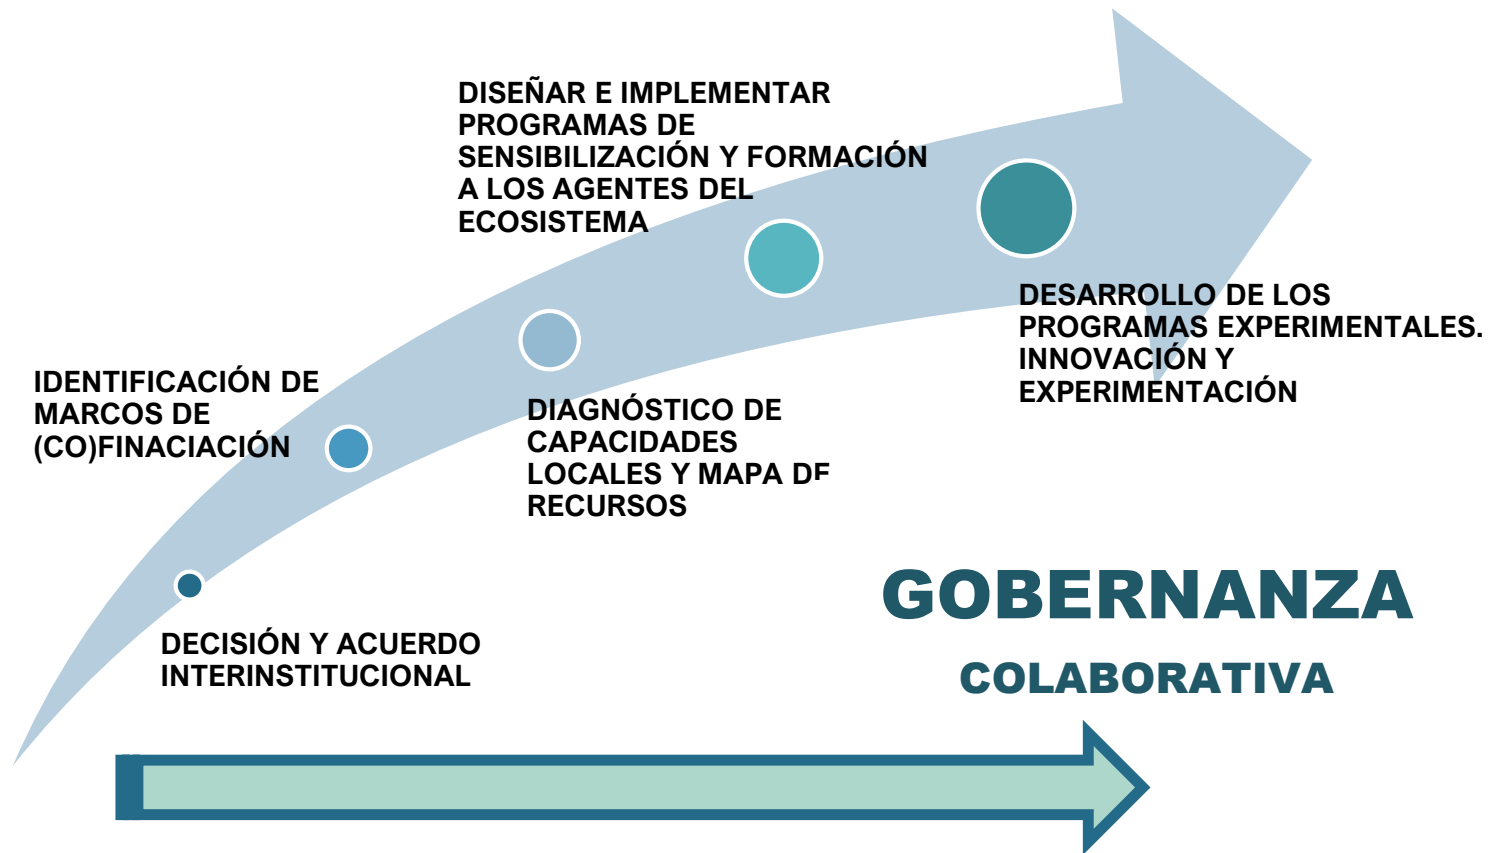 DISEÑAR E IMPLEMENTAR
PROGRAMAS DE
SENSIBILIZACIÓN Y FORMACIÓN
A LOS AGENTES DEL
ECOSISTEMA
DESARROLLO DE LOS
PROGRAMAS EXPERIMENTALES.
INNOVACIÓN Y
EXPERIMENTACIÓN
IDENTIFICACIÓN DE
MARCOS DE
(CO)FINACIACIÓN
DIAGNÓSTICO DE
CAPACIDADES
LOCALES Y MAPA DE
RECURSOS
DECISIÓN Y ACUERDO
INTERINSTITUCIONAL
GOBERNANZA
COLABORATIVA